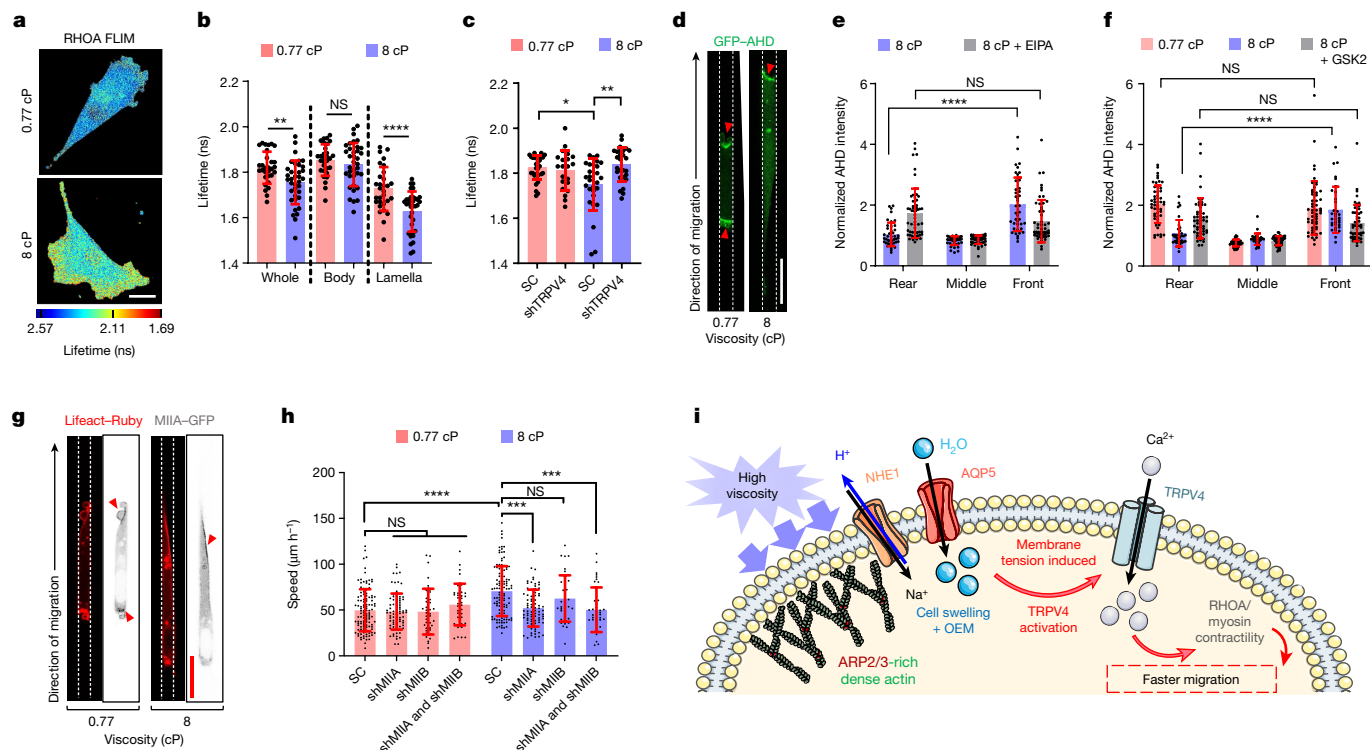 a
RHOA FLIM
0.77 cP
8 cP
2.57 2.11 1.69
Lifetime (ns)
b
0.77 cP 8 cP
Lifetime (ns)
2.2
2.0
1.8
1.6
1.4
** NS ****
Whole Body Lamella
c
0.77 cP 8 cP
Lifetime (ns)
2.2
2.0
1.8
1.6
1.4
* **
SC shTRPV4 SC shTRPV4
d
GFP–AHD
Direction of migration
0.77 8
Viscosity (cP)
e
8 cP 8 cP + EIPA
Normalized AHD intensity
6
4
2
0
NS
****
Rear Middle Front
f
0.77 cP 8 cP 8 cP
+ GSK2
Normalized AHD intensity
6
4
2
0
NS
NS
****
Rear Middle Front
g
Lifeact–Ruby MIIA–GFP
Direction of migration
0.77 8
Viscosity (cP)
h
0.77 cP 8 cP
Speed (µm h⁻¹)
200
150
100
50
0
***
**** NS
NS ***
SC shMIIA shMIIB shMIIA and shMIIB SC shMIIA shMIIB shMIIA and shMIIB
i
High
viscosity
H⁺
NHE1
H₂O
AQP5
Ca²⁺
TRPV4
Na⁺
Cell swelling
+ OEM
Membrane
tension induced
TRPV4
activation
RHOA/
myosin
contractility
ARP2/3-rich
dense actin
Faster migration